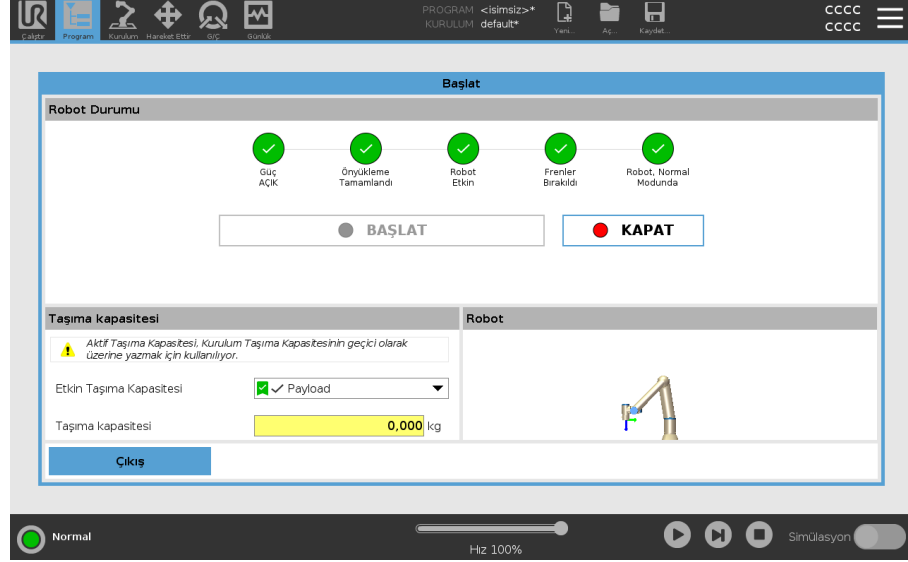 UR
PROGRAM <isimsiz>*
KURULUM default*
CCCC
CCCC
Çalıştır Program Kurulum Hareket Ettir G/Ç Günlük
Yeni... Aç... Kaydet...
Başlat
Robot Durumu
Güç
AÇIK
Önyükleme
Tamamlandı
Robot
Etkin
Frenler
Bırakıldı
Robot, Normal
Modunda
BAŞLAT
KAPAT
Taşıma kapasitesi
Robot
Aktif Taşıma Kapasitesi, Kurulum Taşıma Kapasitesinin geçici olarak
üzerine yazmak için kullanılıyor.
Etkin Taşıma Kapasitesi
Payload
Taşıma kapasitesi
0,000 kg
Çıkış
Normal
Hız 100%
Simülasyon